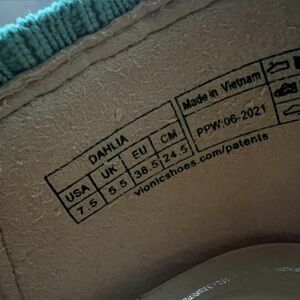 DAHLIA
USA UK EU CM
7.5 5.5 38.5 24.5
Made in Vietnam
PPW:06-2021
vionicshoes.com/patents